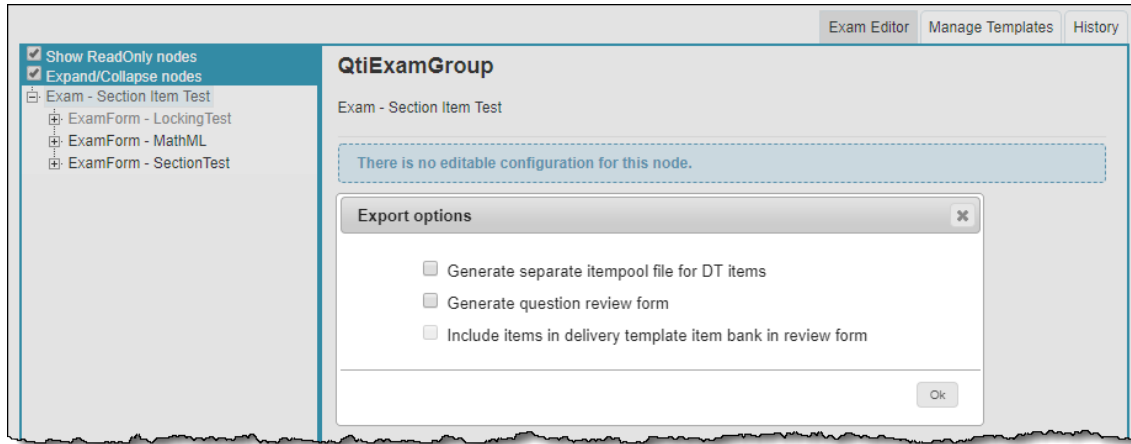 Exam Editor Manage Templates History
Show ReadOnly nodes
Expand/Collapse nodes
Exam - Section Item Test
ExamForm - LockingTest
ExamForm - MathML
ExamForm - SectionTest
QtiExamGroup
Exam - Section Item Test
There is no editable configuration for this node.
Export options
Generate separate itempool file for DT items
Generate question review form
Include items in delivery template item bank in review form
Ok